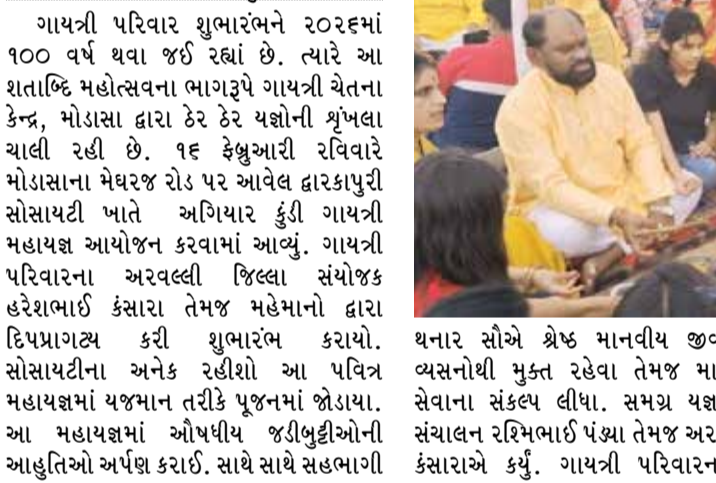 ગાયત્રી પરિવાર શુભારંભને ૨૦૨૬માં
૧૦૦ વર્ષ થવા જઈ રહ્યાં છે. ત્યારે આ
શતાબ્દિ મહોત્સવના ભાગરૂપે ગાયત્રી ચેતના
કેન્દ્ર, મોડાસા દ્વારા ઠેર ઠેર યજ્ઞોની શૃંખલા
ચાલી રહી છે. ૧૬ ફેબ્રુઆરી રવિવારે
મોડાસાના મેઘરજ રોડ પર આવેલ દ્વારકાપુરી
સોસાયટી ખાતે અગિયાર કુંડી ગાયત્રી
મહાયજ્ઞ આયોજન કરવામાં આવ્યું. ગાયત્રી
પરિવારના અરવલ્લી જિલ્લા સંયોજક
હરેશભાઈ કંસારા તેમજ મહેમાનો દ્વારા
દિપપ્રાગટ્ય કરી શુભારંભ કરાયો.
સોસાયટીના અનેક રહીશો આ પવિત્ર
મહાયજ્ઞમાં યજમાન તરીકે પૂજનમાં જોડાયા.
આ મહાયજ્ઞમાં ઔષધીય જડીબુટ્ટીઓની
આહુતિઓ અર્પણ કરાઈ. સાથે સાથે સહભાગી
થનાર સૌએ શ્રેષ્ઠ માનવીય જીવ
વ્યસનોથી મુક્ત રહેવા તેમજ મા
સેવાના સંકલ્પ લીધા. સમગ્ર યજ્ઞ
સંચાલન રશ્મિભાઈ પંડ્યા તેમજ અર
કંસારાએ કર્યું. ગાયત્રી પરિવારન